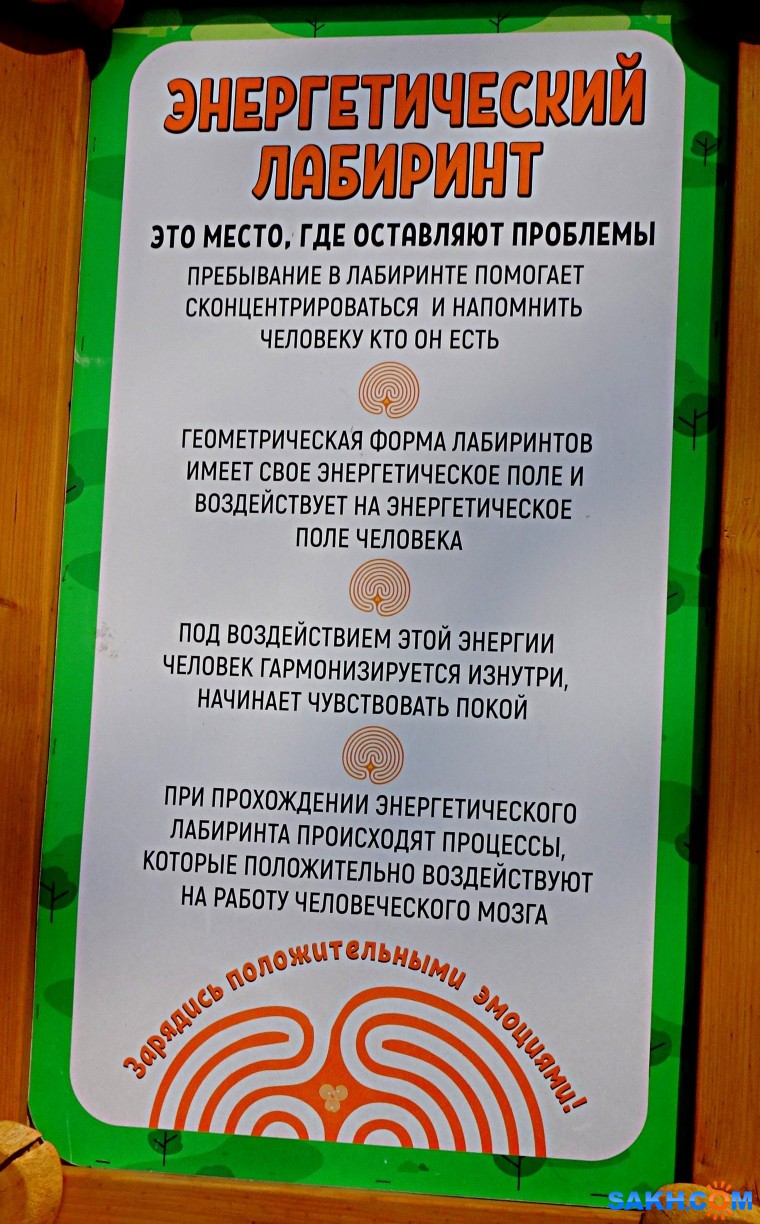 ЭНЕРГЕТИЧЕСКИЙ
ЛАБИРИНТ
ЭТО МЕСТО, ГДЕ ОСТАВЛЯЮТ ПРОБЛЕМЫ
ПРЕБЫВАНИЕ В ЛАБИРИНТЕ ПОМОГАЕТ
СКОНЦЕНТРИРОВАТЬСЯ И НАПОМНИТЬ
ЧЕЛОВЕКУ КТО ОН ЕСТЬ
ГЕОМЕТРИЧЕСКАЯ ФОРМА ЛАБИРИНТОВ
ИМЕЕТ СВОЕ ЭНЕРГЕТИЧЕСКОЕ ПОЛЕ И
ВОЗДЕЙСТВУЕТ НА ЭНЕРГЕТИЧЕСКОЕ
ПОЛЕ ЧЕЛОВЕКА
ПОД ВОЗДЕЙСТВИЕМ ЭТОЙ ЭНЕРГИИ
ЧЕЛОВЕК ГАРМОНИЗИРУЕТСЯ ИЗНУТРИ,
НАЧИНАЕТ ЧУВСТВОВАТЬ ПОКОЙ
ПРИ ПРОХОЖДЕНИИ ЭНЕРГЕТИЧЕСКОГО
ЛАБИРИНТА ПРОИСХОДЯТ ПРОЦЕССЫ,
КОТОРЫЕ ПОЛОЖИТЕЛЬНО ВОЗДЕЙСТВУЮТ
НА РАБОТУ ЧЕЛОВЕЧЕСКОГО МОЗГА
Зарядись положительными эмоциями!
SAKH.COM